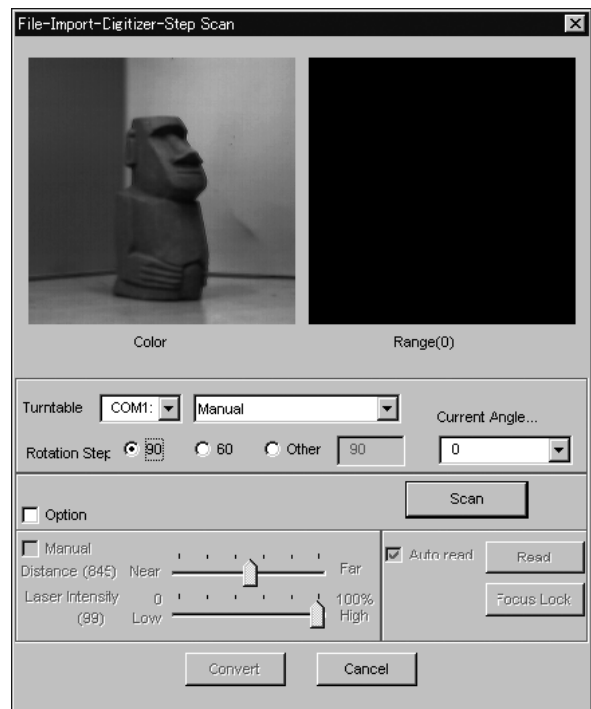 File-Import-Digitizer-Step Scan
Color Range(0)
Turntable COM1: Manual Current Angle...
Rotation Step 90 60 Other 90 0
Scan
Option
Manual
Distance (845) Near Far
Auto read Read
Laser Intensity 0 100%
(99) Low High
Focus Lock
Convert Cancel